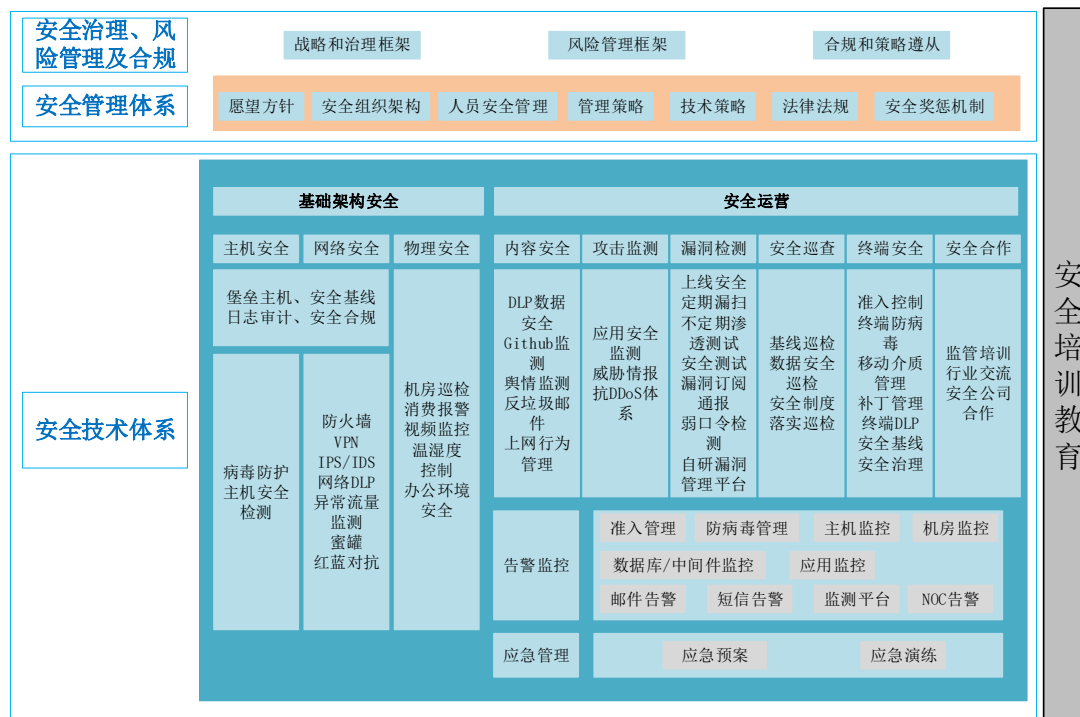 安全治理、风
险管理及合规
战略和治理框架
风险管理框架
合规和策略遵从
安全管理体系
愿望方针
安全组织架构
人员安全管理
管理策略
技术策略
法律法规
安全奖惩机制
安全技术体系
基础架构安全
主机安全
网络安全
物理安全
堡垒主机、安全基线
日志审计、安全合规
病毒防护
主机安全
检测
防火墙
VPN
IPS/IDS
网络DLP
异常流量
监测
蜜罐
红蓝对抗
机房巡检
消费报警
视频监控
温湿度
控制
办公环境
安全
安全运营
内容安全
攻击监测
漏洞检测
安全巡查
终端安全
安全合作
DLP数据
安全
Github监
测
舆情监测
反垃圾邮
件
上网行为
管理
应用安全
监测
威胁情报
抗DDoS体
系
上线安全
定期漏扫
不定期渗
透测试
安全测试
漏洞订阅
通报
弱口令检
测
自研漏洞
管理平台
基线巡检
数据安全
巡检
安全制度
落实巡检
准入控制
终端防病
毒
移动介质
管理
补丁管理
终端DLP
安全基线
安全治理
监管培训
行业交流
安全公司
合作
告警监控
准入管理
防病毒管理
主机监控
机房监控
数据库/中间件监控
应用监控
邮件告警
短信告警
监测平台
NOC告警
应急管理
应急预案
应急演练
安
全
培
训
教
育